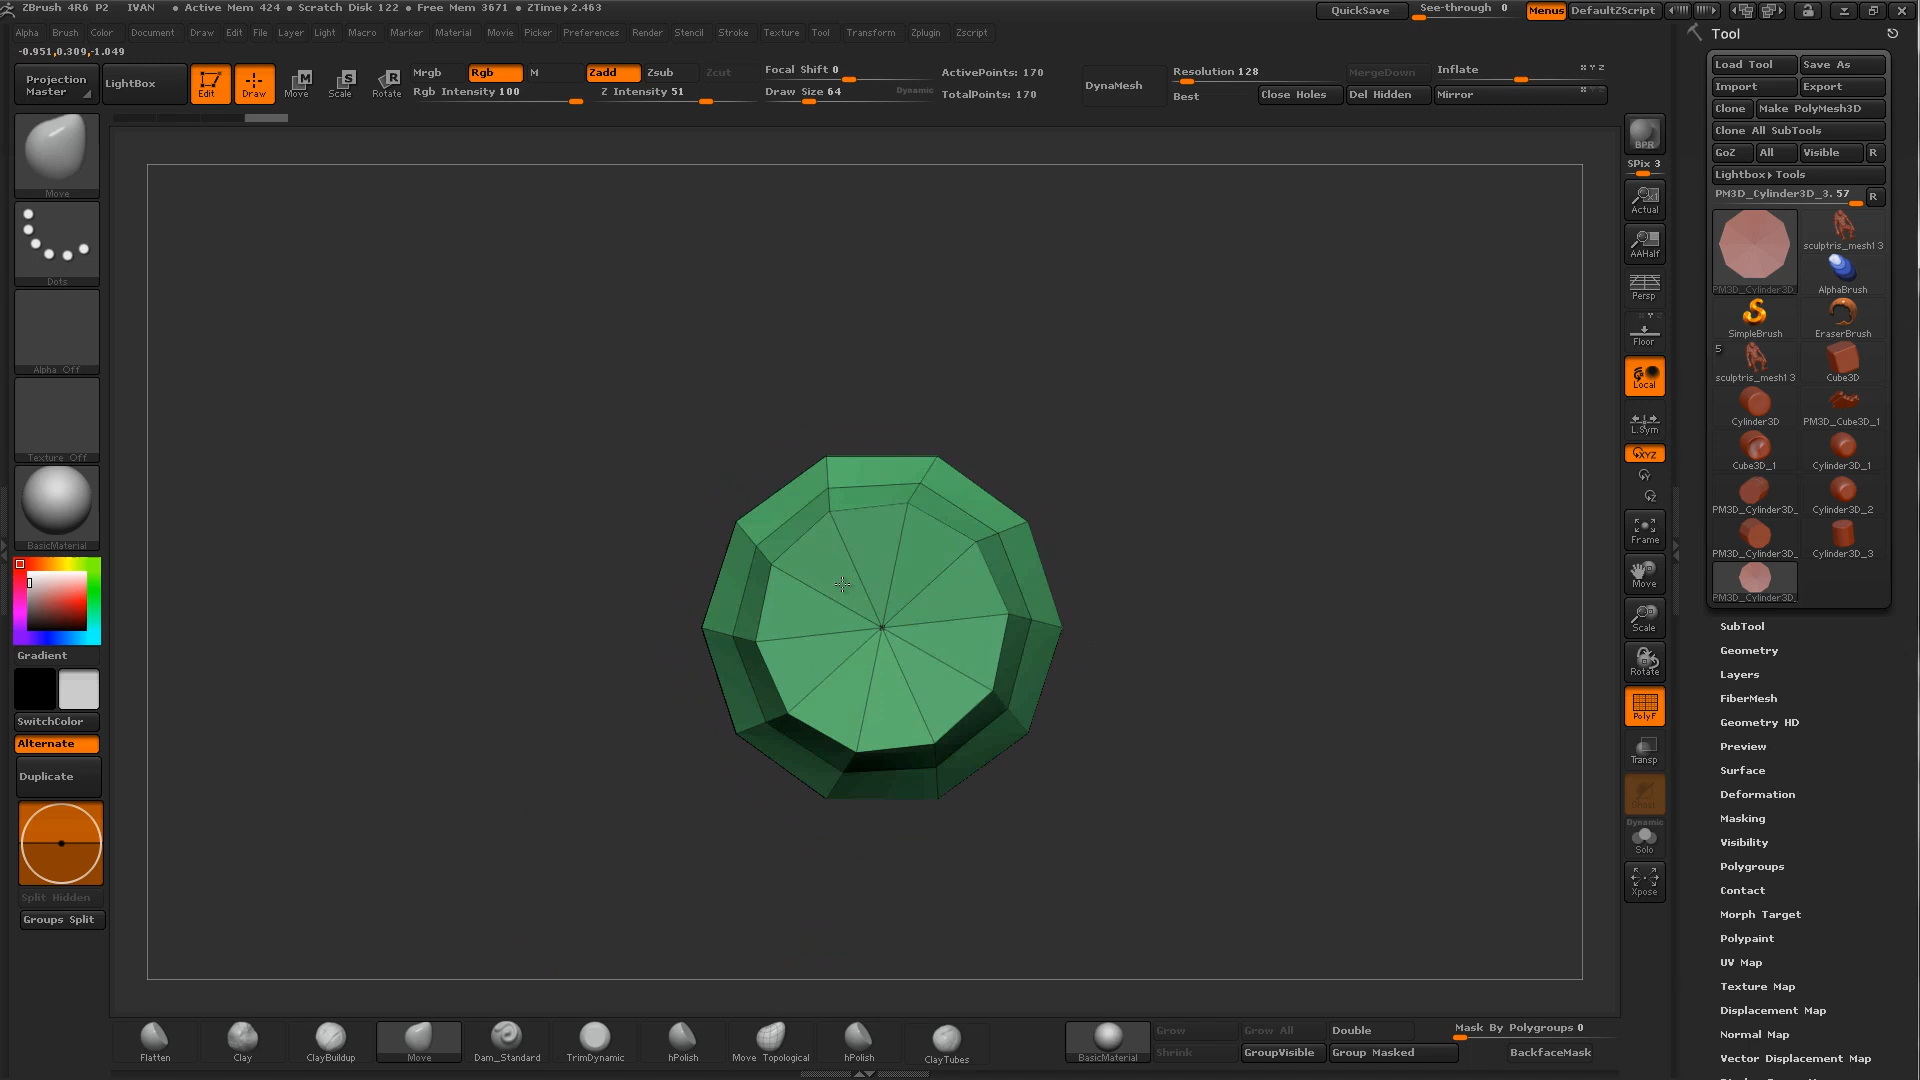 ZBrush 4R6 P2 IVAN • Active Mem 424 • Scratch Disk 122 • Free Mem 3671 • ZTime▸2.463 QuickSave See-through 0 Menus DefaultZScript
Alpha Brush Color Document Draw Edit File Layer Light Macro Marker Material Movie Picker Preferences Render Stencil Stroke Texture Tool Transform Zplugin Zscript
-0.951,0.309,-1.049
Projection Master LightBox Edit Draw Move Scale Rotate
Mrgb Rgb M Zadd Zsub Zcut Focal Shift 0 ActivePoints: 170
Rgb Intensity 100 Z Intensity 51 Draw Size 64 Dynamic TotalPoints: 170
DynaMesh Resolution 128 MergeDown Inflate
Best Close Holes Del Hidden Mirror
Move
Dots
Alpha Off
Texture Off
BasicMaterial
Gradient
SwitchColor
Alternate
Duplicate
Split Hidden
Groups Split
BPR
SPix 3
Actual
AAHalf
Persp
Floor
Local
L.Sym
XYZ
Y
Z
Frame
Move
Scale
Rotate
PolyF
Transp
Ghost
Dynamic
Solo
Xpose
Tool
Load Tool Save As
Import Export
Clone Make PolyMesh3D
Clone All SubTools
GoZ All Visible R
Lightbox▸Tools
PM3D_Cylinder3D_3. 57 R
sculptris_mesh13
PM3D_Cylinder3D_ AlphaBrush
SimpleBrush EraserBrush
5
sculptris_mesh13 Cube3D
Cylinder3D PM3D_Cube3D_1
Cube3D_1 Cylinder3D_1
PM3D_Cylinder3D_ Cylinder3D_2
PM3D_Cylinder3D_ Cylinder3D_3
PM3D_Cylinder3D_
SubTool
Geometry
Layers
FiberMesh
Geometry HD
Preview
Surface
Deformation
Masking
Visibility
Polygroups
Contact
Morph Target
Polypaint
UV Map
Texture Map
Displacement Map
Normal Map
Vector Displacement Map
Flatten Clay ClayBuildup Move Dam_Standard TrimDynamic hPolish Move Topological hPolish ClayTubes BasicMaterial
Grow Grow All Double Mask By Polygroups 0
Shrink GroupVisible Group Masked BackfaceMask